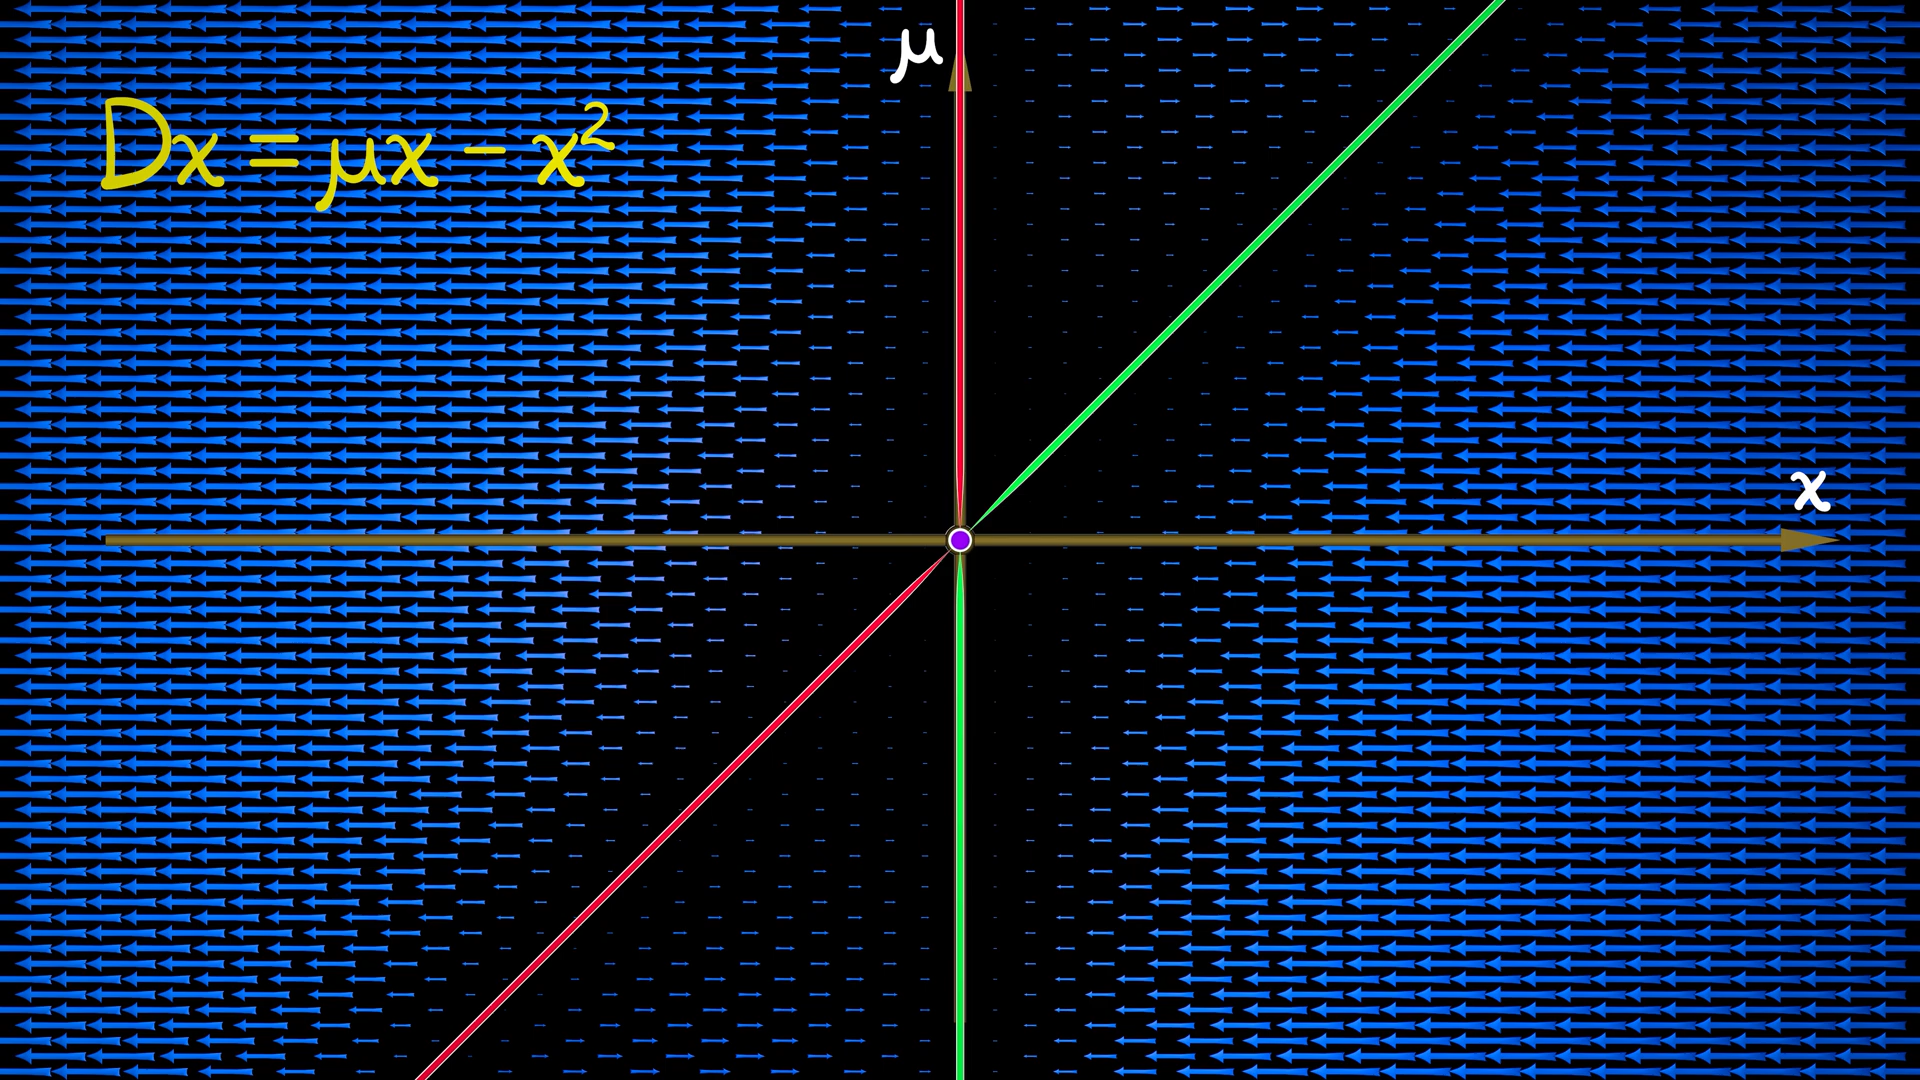 μ
Dx = μx − x²
x